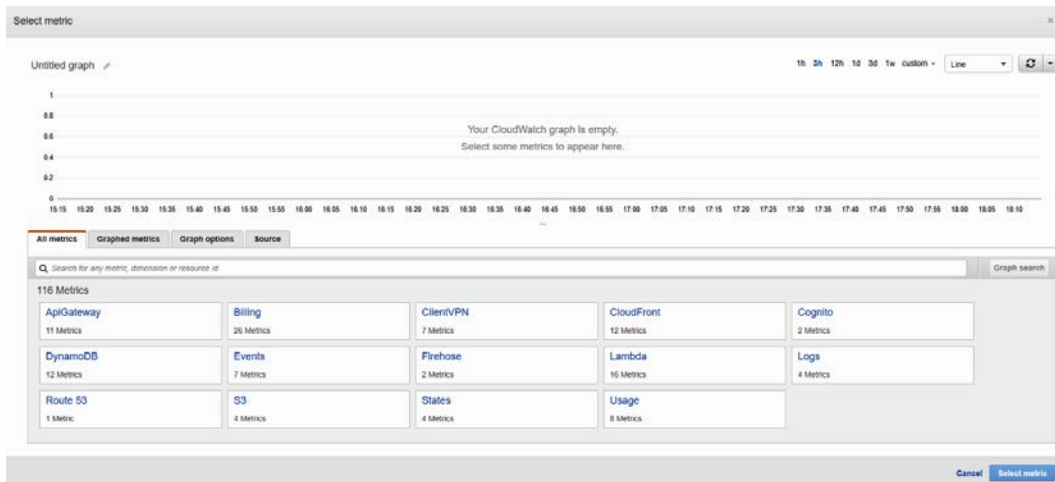 Select metric ×
Untitled graph 1h 3h 12h 1d 3d 1w custom Line
1
0.8
0.6
0.4
0.2
0
Your CloudWatch graph is empty.
Select some metrics to appear here.
15:15 15:20 15:25 15:30 15:35 15:40 15:45 15:50 15:55 16:00 16:05 16:10 16:15 16:20 16:25 16:30 16:35 16:40 16:45 16:50 16:55 17:00 17:05 17:10 17:15 17:20 17:25 17:30 17:35 17:40 17:45 17:50 17:55 18:00 18:05 18:10
All metrics Graphed metrics Graph options Source
Search for any metric, dimension or resource id Graph search
116 Metrics
ApiGateway Billing ClientVPN CloudFront Cognito
11 Metrics 26 Metrics 7 Metrics 12 Metrics 2 Metrics
DynamoDB Events Firehose Lambda Logs
12 Metrics 7 Metrics 2 Metrics 16 Metrics 4 Metrics
Route 53 S3 States Usage
1 Metric 4 Metrics 4 Metrics 8 Metrics
Cancel Select metric